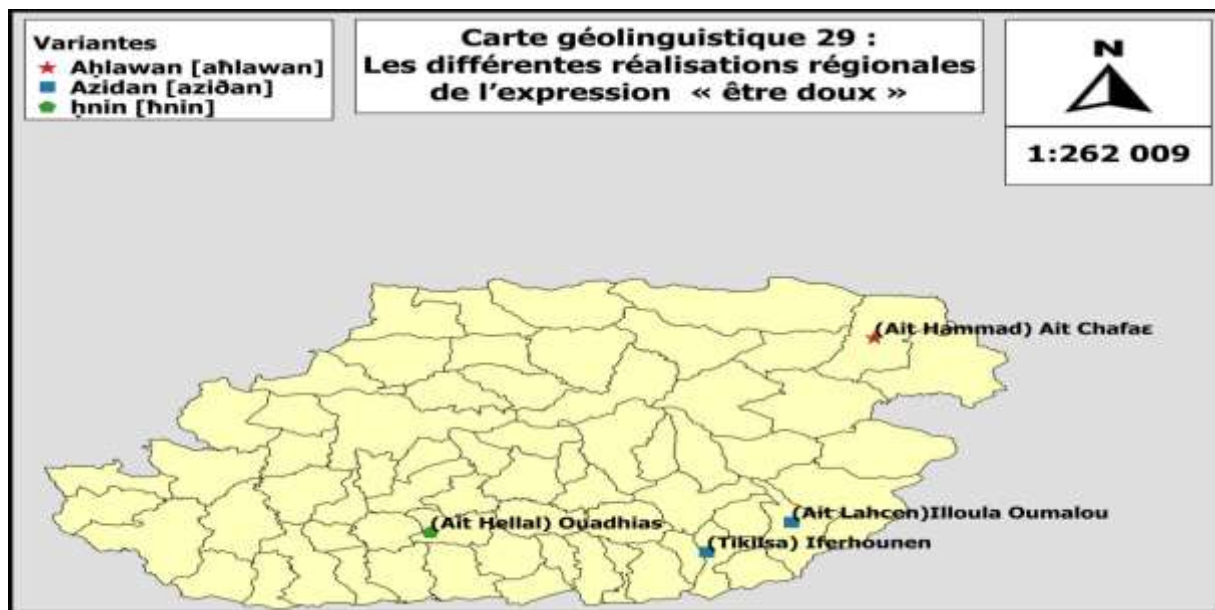 Variantes
Aḥlawan [aħlawan]
Azidan [aziðan]
ḥnin [ħnin]
Carte géolinguistique 29 :
Les différentes réalisations régionales
de l’expression « être doux »
N
1:262 009
(Ait Hammad) Ait Chafaε
(Ait Lahcen)Illoula Oumalou
(Ait Hellal) Ouadhias
(Tikilsa) Iferhounen